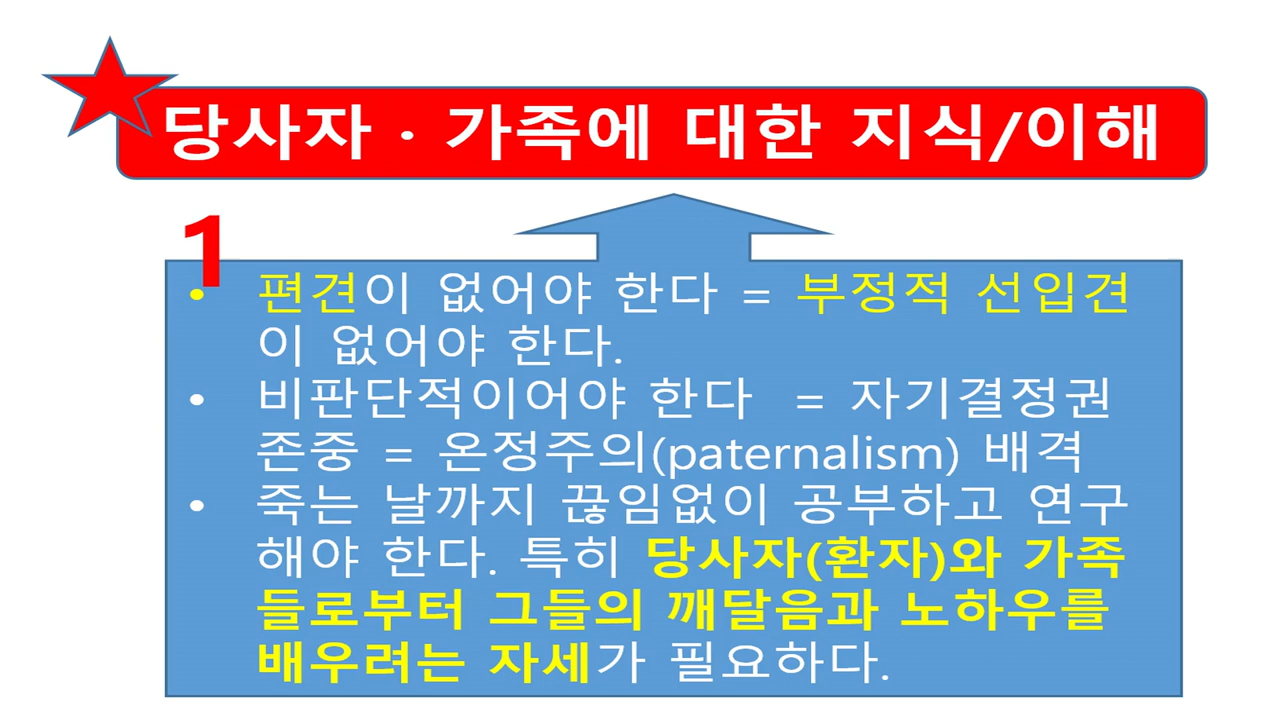 당사자 · 가족에 대한 지식/이해
1
• 편견이 없어야 한다 = 부정적 선입견
이 없어야 한다.
• 비판단적이어야 한다 = 자기결정권
존중 = 온정주의(paternalism) 배격
• 죽는 날까지 끊임없이 공부하고 연구
해야 한다. 특히 당사자(환자)와 가족
들로부터 그들의 깨달음과 노하우를
배우려는 자세가 필요하다.